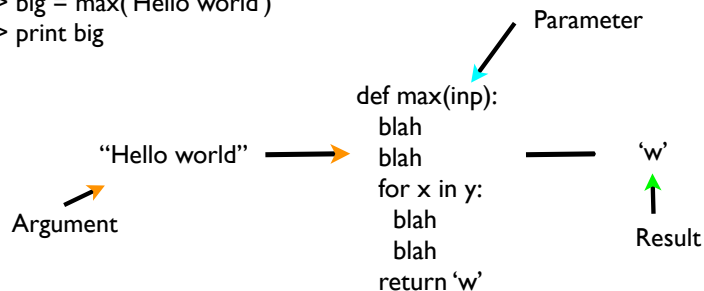 > big = max('Hello world')
> print big
Parameter
def max(inp):
blah
blah
for x in y:
blah
blah
return ‘w’
“Hello world”
‘w’
Argument
Result